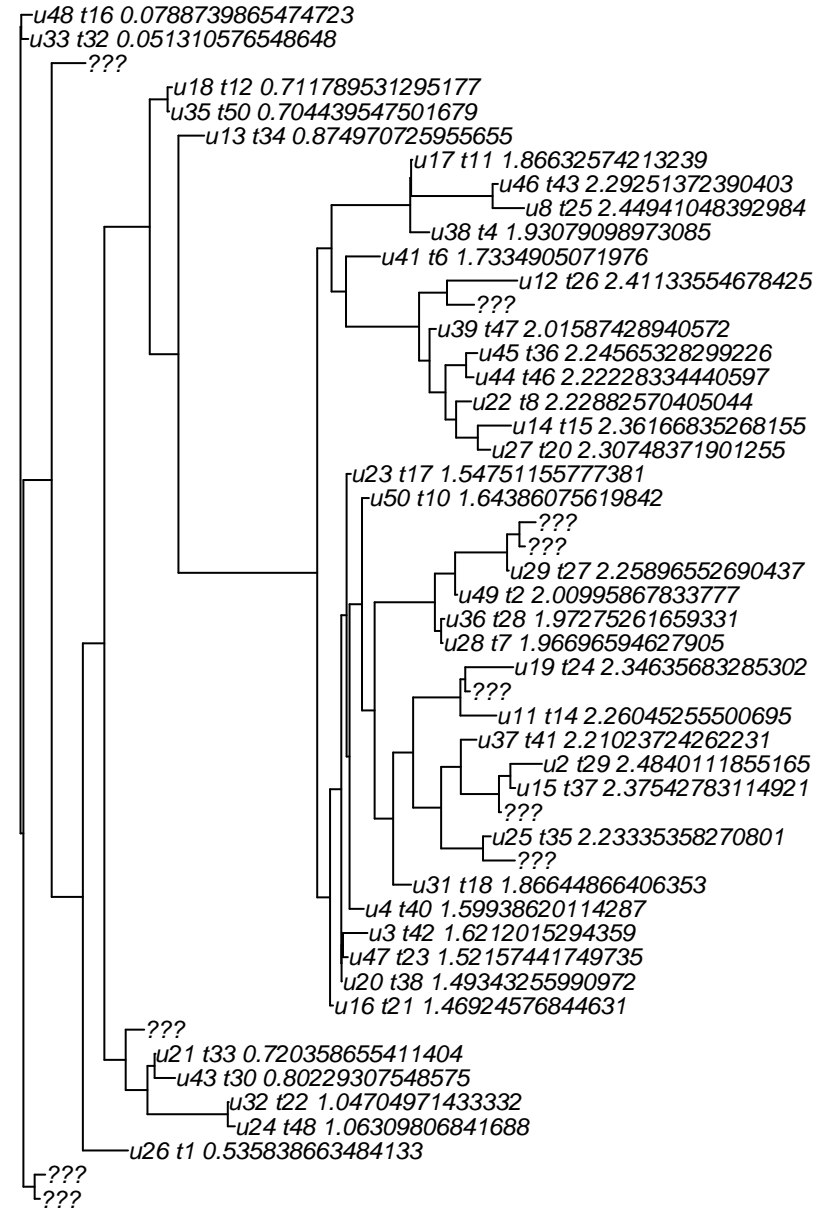 u48 t16 0.0788739865474723
u33 t32 0.051310576548648
???
u18 t12 0.711789531295177
u35 t50 0.704439547501679
u13 t34 0.874970725955655
u17 t11 1.86632574213239
u46 t43 2.29251372390403
u8 t25 2.44941048392984
u38 t4 1.93079098973085
u41 t6 1.7334905071976
u12 t26 2.41133554678425
???
u39 t47 2.01587428940572
u45 t36 2.24565328299226
u44 t46 2.22228334440597
u22 t8 2.22882570405044
u14 t15 2.36166835268155
u27 t20 2.30748371901255
u23 t17 1.54751155777381
u50 t10 1.64386075619842
???
???
u29 t27 2.25896552690437
u49 t2 2.00995867833777
u36 t28 1.97275261659331
u28 t7 1.96696594627905
u19 t24 2.34635683285302
???
u11 t14 2.26045255500695
u37 t41 2.21023724262231
u2 t29 2.4840111855165
u15 t37 2.37542783114921
???
u25 t35 2.23335358270801
???
u31 t18 1.86644866406353
u4 t40 1.59938620114287
u3 t42 1.6212015294359
u47 t23 1.52157441749735
u20 t38 1.49343255990972
u16 t21 1.46924576844631
???
u21 t33 0.720358655411404
u43 t30 0.80229307548575
u32 t22 1.04704971433332
u24 t48 1.06309806841688
u26 t1 0.535838663484133
???
???